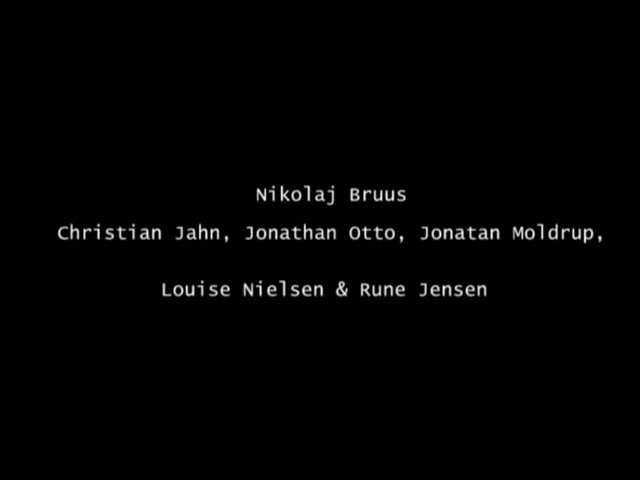 Nikolaj Bruus
Christian Jahn, Jonathan Otto, Jonatan Moldrup,
Louise Nielsen & Rune Jensen